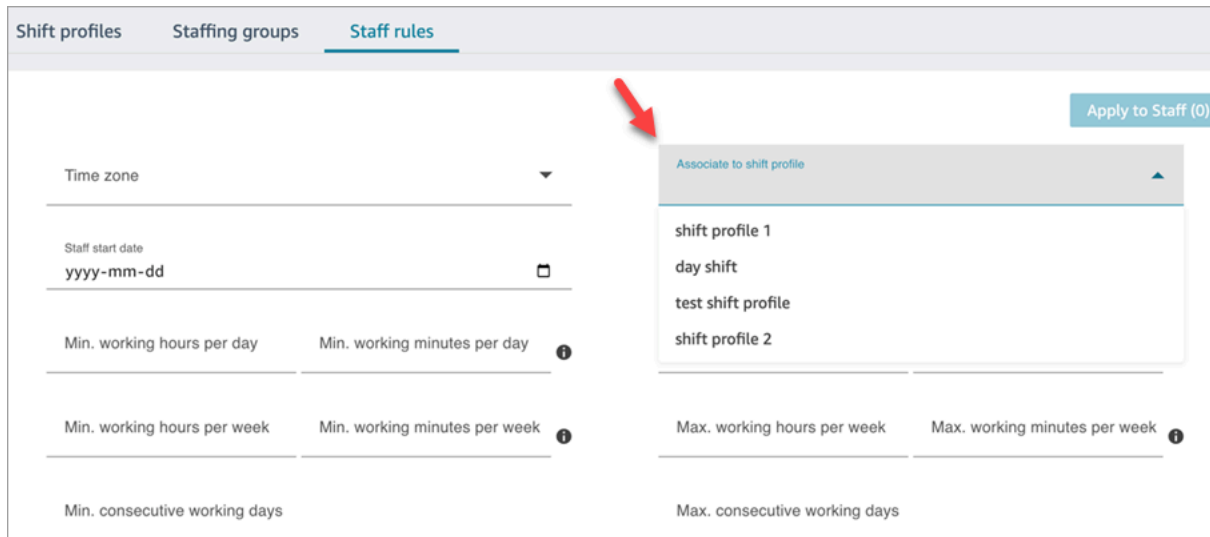 Shift profiles Staffing groups Staff rules
Apply to Staff (0)
Time zone
Associate to shift profile
shift profile 1
day shift
test shift profile
shift profile 2
Staff start date
yyyy-mm-dd
Min. working hours per day Min. working minutes per day
Min. working hours per week Min. working minutes per week Max. working hours per week Max. working minutes per week
Min. consecutive working days Max. consecutive working days